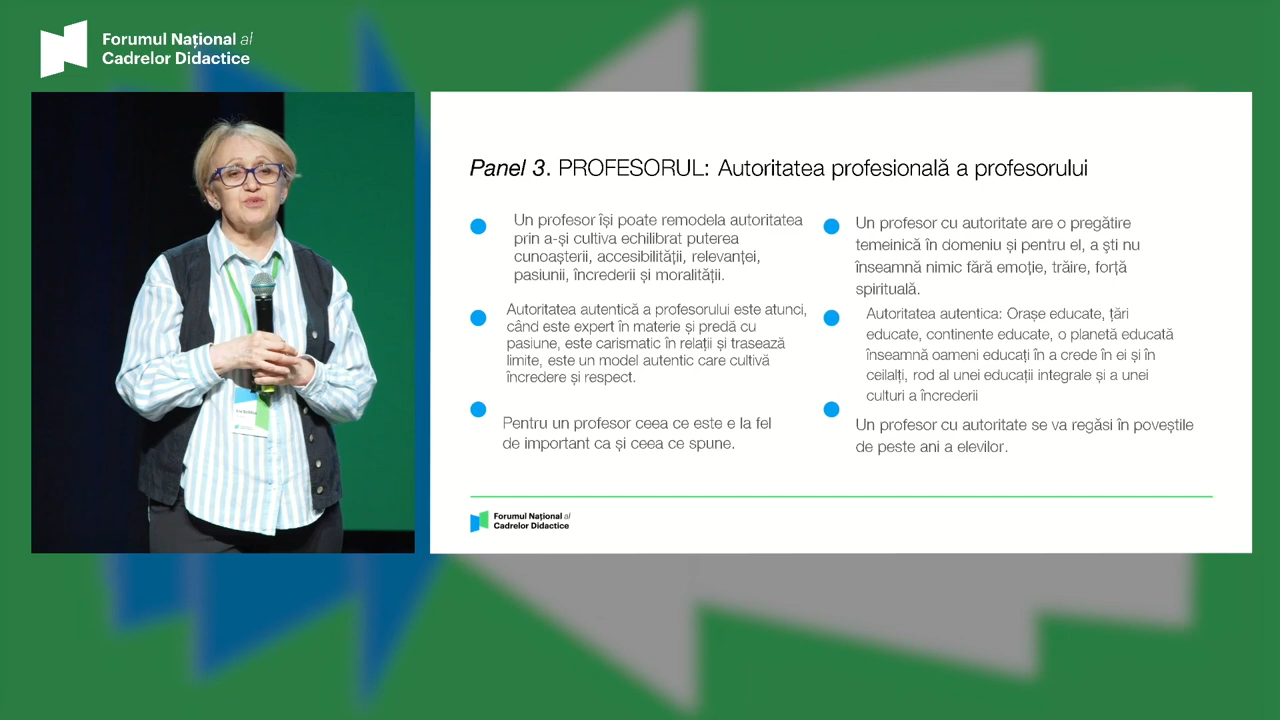 Forumul Național al
Cadrelor Didactice
Panel 3. PROFESORUL: Autoritatea profesională a profesorului
Un profesor își poate remodela autoritatea
prin a-și cultiva echilibrat puterea
cunoașterii, accesibilității, relevanței,
pasiunii, încrederii și moralității.
Autoritatea autentică a profesorului este atunci,
când este expert în materie și predă cu
pasiune, este carismatic în relații și trasează
limite, este un model autentic care cultivă
încredere și respect.
Pentru un profesor ceea ce este e la fel
de important ca și ceea ce spune.
Un profesor cu autoritate are o pregătire
temeinică în domeniu și pentru el, a şti nu
înseamnă nimic fără emoție, trăire, forță
spirituală.
Autoritatea autentica: Orașe educate, țări
educate, continente educate, o planetă educată
înseamnă oameni educați în a crede în ei și în
ceilalți, rod al unei educații integrale și a unei
culturi a încrederii
Un profesor cu autoritate se va regăsi în poveștile
de peste ani a elevilor.
Forumul Național al
Cadrelor Didactice